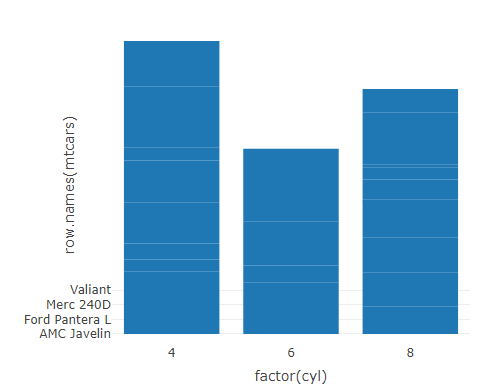 row.names(mtcars)
Valiant
Merc 240D
Ford Pantera L
AMC Javelin
4 6 8
factor(cyl)